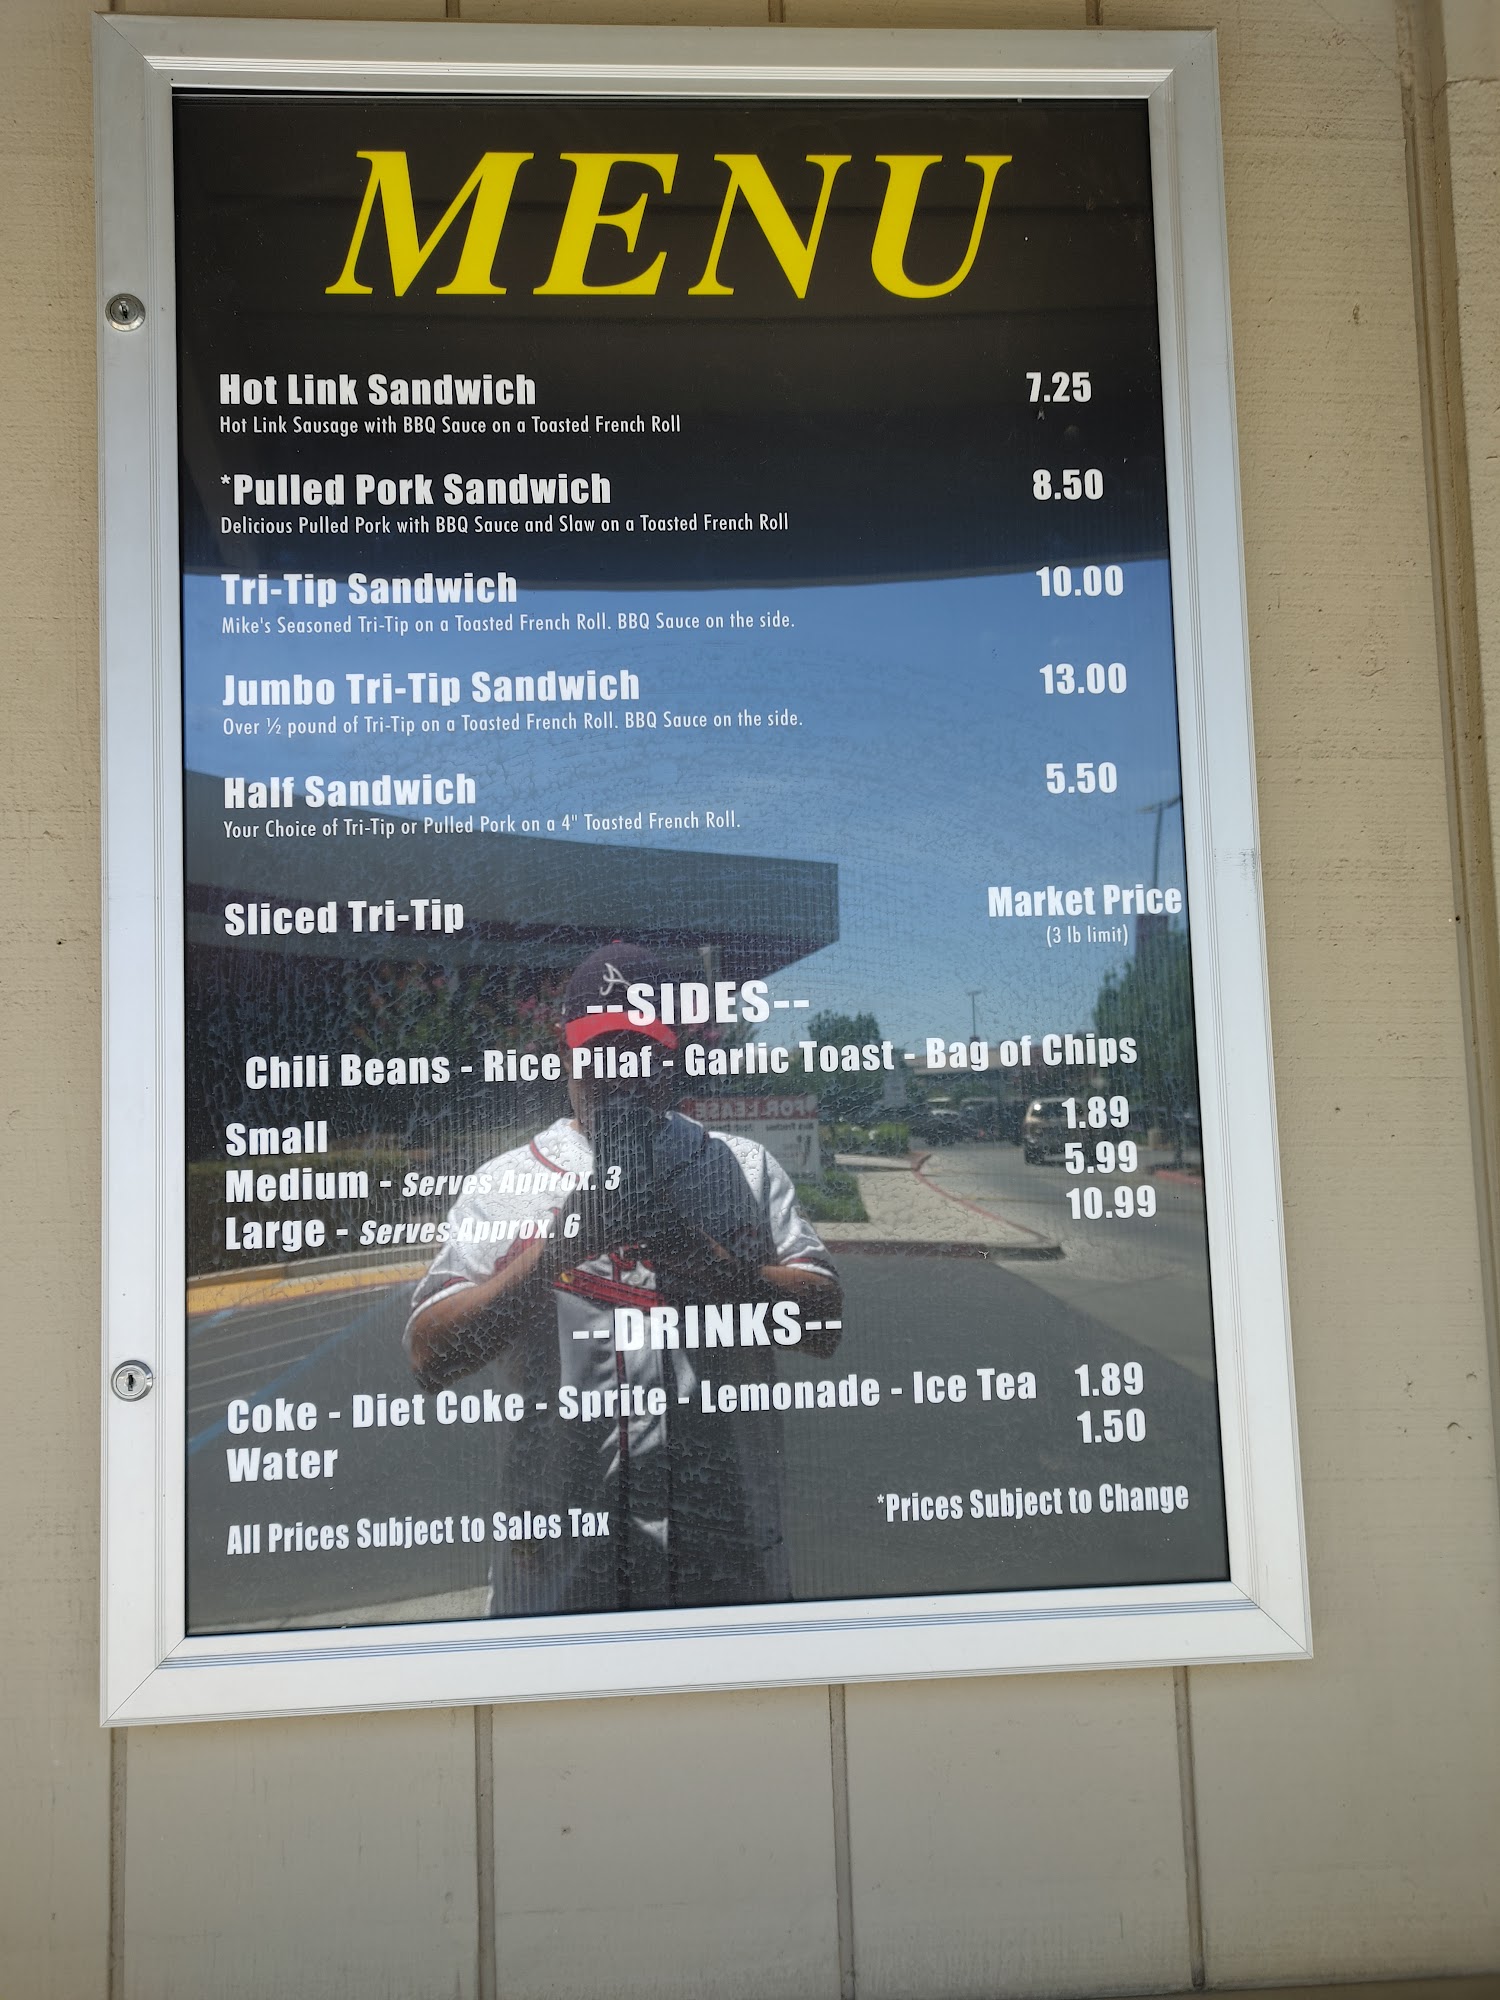 MENU
Hot Link Sandwich 7.25
Hot Link Sausage with BBQ Sauce on a Toasted French Roll
*Pulled Pork Sandwich 8.50
Delicious Pulled Pork with BBQ Sauce and Slaw on a Toasted French Roll
Tri-Tip Sandwich 10.00
Mike's Seasoned Tri-Tip on a Toasted French Roll. BBQ Sauce on the side.
Jumbo Tri-Tip Sandwich 13.00
Over ½ pound of Tri-Tip on a Toasted French Roll. BBQ Sauce on the side.
Half Sandwich 5.50
Your Choice of Tri-Tip or Pulled Pork on a 4" Toasted French Roll.
Sliced Tri-Tip Market Price
(3 lb limit)
--SIDES--
Chili Beans - Rice Pilaf - Garlic Toast - Bag of Chips
Small 1.89
Medium - Serves Approx. 3 5.99
Large - Serves Approx. 6 10.99
--DRINKS--
Coke - Diet Coke - Sprite - Lemonade - Ice Tea 1.89
Water 1.50
All Prices Subject to Sales Tax
*Prices Subject to Change
FOR LEASE
A